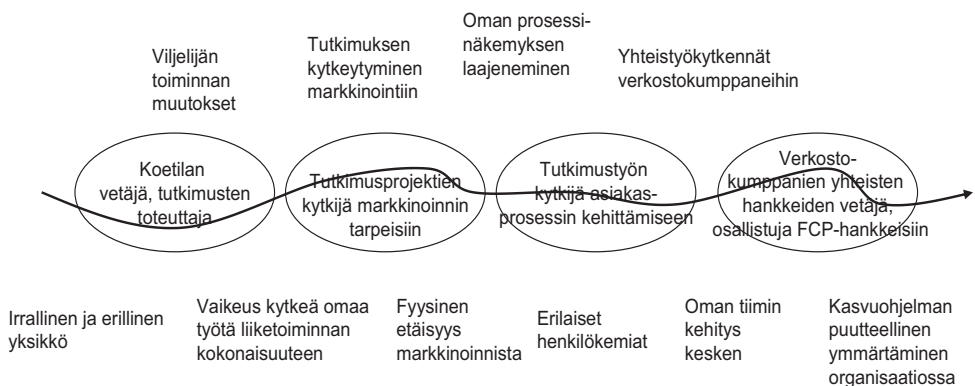 Viljelijän
toiminnan
muutokset
Tutkimuksen
kytkeytyminen
markkinointiin
Oman prosessi-
näkemyksen
laajeneminen
Yhteistyökytkennät
verkostokumppaneihin
Koetilan
vetäjä, tutkimusten
toteuttaja
Tutkimusprojektien
kytkijä markkinoinnin
tarpeisiin
Tutkimustyön
kytkijä asiakas-
prosessin kehittämiseen
Verkosto-
kumppanien yhteisten
hankkeiden vetäjä,
osallistuja FCP-hankkeisiin
Irrallinen ja erillinen
yksikkö
Vaikeus kytkeä omaa
työtä liiketoiminnan
kokonaisuuteen
Fyysinen
etäisyys
markkinoinnista
Erilaiset
henkilökemiat
Oman tiimin
kehitys
kesken
Kasvuohjelman
puutteellinen
ymmärtäminen
organisaatiossa